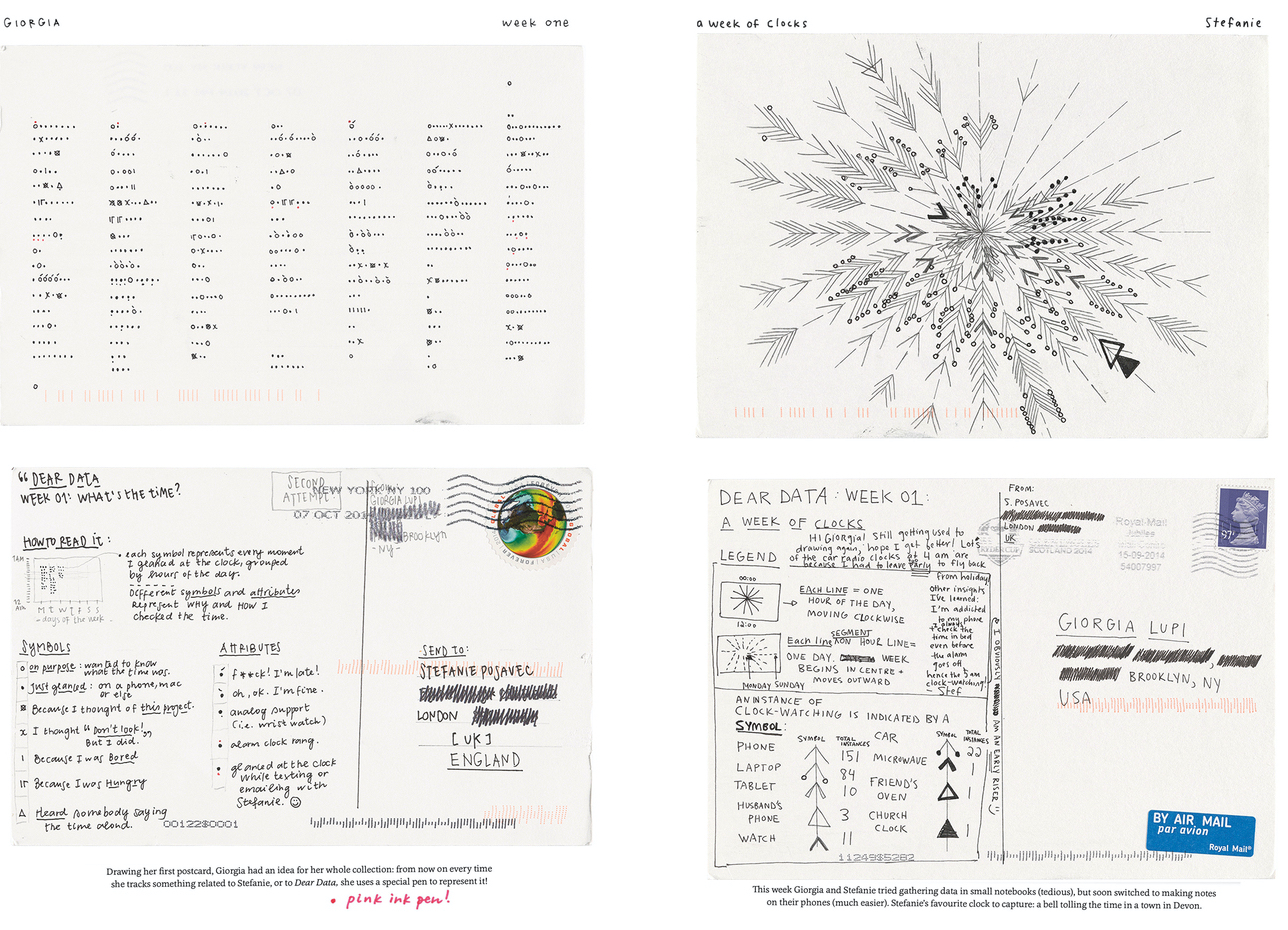 GIORGIA
week one
a week of clocks
Stefanie
“DEAR DATA
WEEK 01: WHAT'S THE TIME?
SECOND
ATTEMPT!
NEW YORK NY 100
07 OCT 201
FROM:
GIORGIA LUPI
BROOKLYN
-NY-
HOW TO READ IT:
1AM
12
M T W T F S S
- days of the week -
• each symbol represents every moment
I glanced at the clock, grouped
by hours of the day.
Different symbols and attributes
represent why and how I
checked the time.
SYMBOLS
on purpose: wanted to know
what the time was.
Just glanced: on a phone, mac
or else
Because I thought of this project.
x I thought "Don't look!"
But I did.
Because I was Bored
Because I was Hungry
Heard somebody saying
the time aloud.
ATTRIBUTES
f**ck! I'm late!
oh, ok. I'm fine.
analog support
(i.e. wrist watch)
alarm clock rang.
glanced at the clock
while texting or
emailing with
Stefanie. ☺
SEND TO:
STEFANIE POSAVEC
LONDON
[UK]
ENGLAND
00122$0001
Drawing her first postcard, Giorgia had an idea for her whole collection: from now on every time
she tracks something related to Stefanie, or to Dear Data, she uses a special pen to represent it!
• pink ink pen!
DEAR DATA: WEEK 01:
A WEEK OF CLOCKS
Hi Giorgia! Still getting used to
drawing again, hope I get better! Lots
of the car radio clocks at 4 am are
because I had to leave early to fly back
from holiday!
other insights
I've learned:
I'm addicted
to my phone
I always
check the
time in bed
even before
the alarm
goes off,
hence the 5am
clock-watching!
- Stef
LEGEND
00:00
12:00
EACH LINE = ONE
HOUR OF THE DAY,
MOVING CLOCKWISE
SEGMENT
Each line ON HOUR LINE=
ONE DAY. WEEK
BEGINS IN CENTRE +
MOVES OUTWARD
MONDAY SUNDAY
AN INSTANCE OF
CLOCK-WATCHING IS INDICATED BY A
SYMBOL:
SYMBOL
TOTAL INSTANCES
PHONE 151
LAPTOP 84
TABLET 10
HUSBAND'S
PHONE 3
WATCH 11
SYMBOL
TOTAL INSTANCES
CAR 22
MICROWAVE 1
FRIEND'S
OVEN 1
CHURCH
CLOCK 1
11249$5282
I OBVIOUSLY AM AN EARLY RISER
FROM:
S. POSAVEC
LONDON
UK
Royal Mail
Jubilee
15-09-2014
54007997
SCOTLAND 2014
GIORGIA LUPI
BROOKLYN, NY
USA
BY AIR MAIL
par avion
Royal Mail
This week Giorgia and Stefanie tried gathering data in small notebooks (tedious), but soon switched to making notes
on their phones (much easier). Stefanie's favourite clock to capture: a bell tolling the time in a town in Devon.